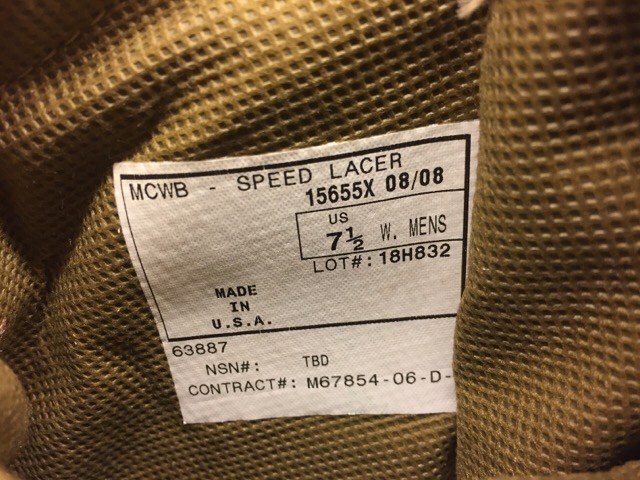 MCWB - SPEED LACER
15655X 08/08
US
7½ W. MENS
LOT#: 18H832
MADE
IN
U.S.A.
63887
NSN#: TBD
CONTRACT#: M67854-06-D-